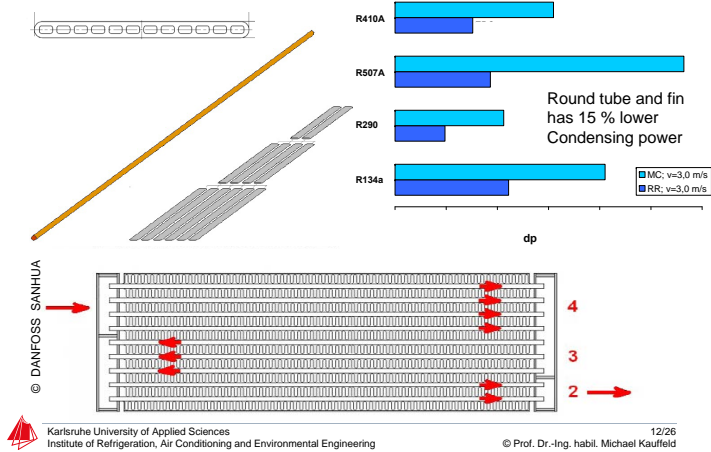 R410A
R507A
R290
R134a
Round tube and fin
has 15 % lower
Condensing power
MC; v=3,0 m/s
RR; v=3,0 m/s
dp
© DANFOSS SANHUA
4
3
2
Karlsruhe University of Applied Sciences
Institute of Refrigeration, Air Conditioning and Environmental Engineering
12/26
© Prof. Dr.-Ing. habil. Michael Kauffeld